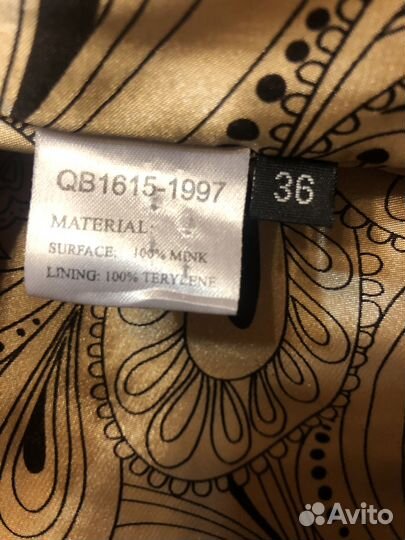 QB1615-1997
36
MATERIAL:
SURFACE: 100% MINK
LINING: 100% TERYLENE
Avito